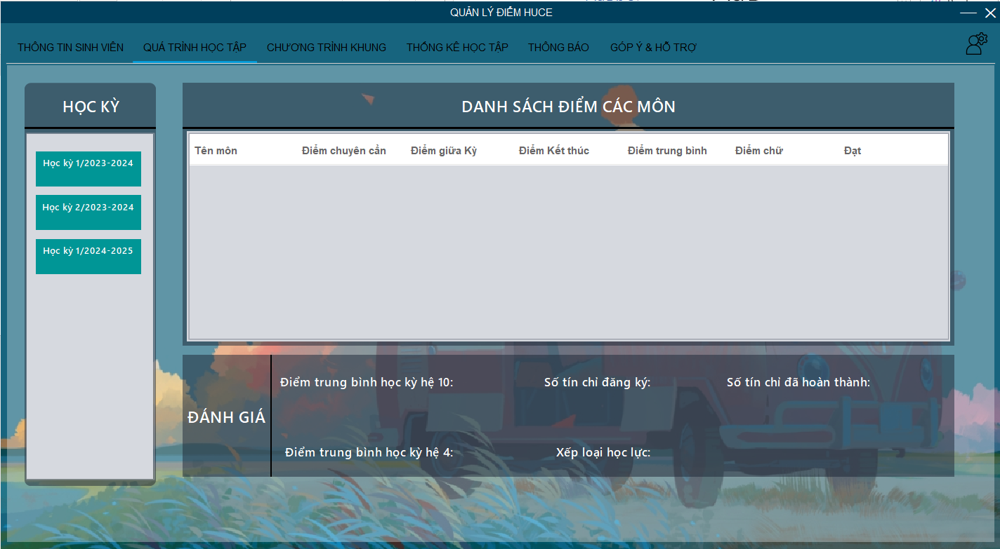 QUẢN LÝ ĐIỂM HUCE
THÔNG TIN SINH VIÊN QUÁ TRÌNH HỌC TẬP CHƯƠNG TRÌNH KHUNG THỐNG KÊ HỌC TẬP THÔNG BÁO GÓP Ý & HỖ TRỢ
HỌC KỲ
Học kỳ 1/2023-2024
Học kỳ 2/2023-2024
Học kỳ 1/2024-2025
DANH SÁCH ĐIỂM CÁC MÔN
Tên môn Điểm chuyên cần Điểm giữa Kỳ Điểm Kết thúc Điểm trung bình Điểm chữ Đạt
ĐÁNH GIÁ
Điểm trung bình học kỳ hệ 10: Số tín chỉ đăng ký: Số tín chỉ đã hoàn thành:
Điểm trung bình học kỳ hệ 4: Xếp loại học lực: